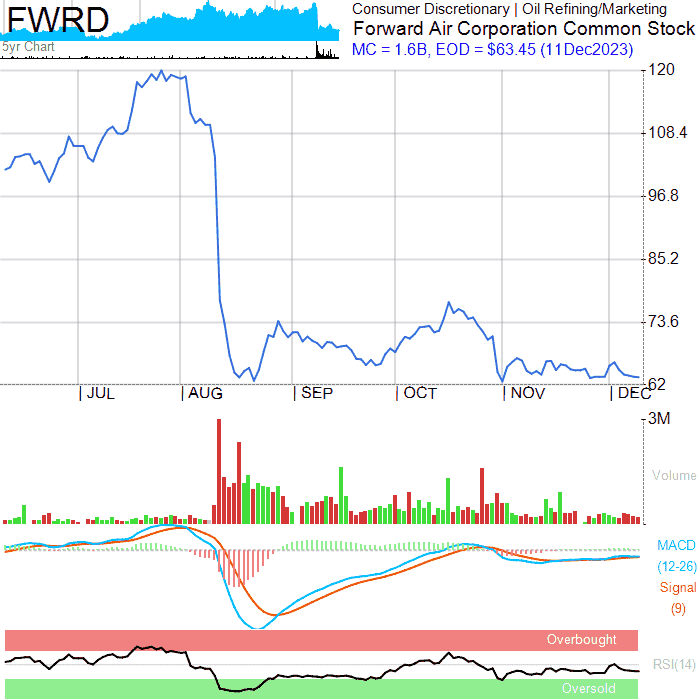 FWRD
5yr Chart
Consumer Discretionary | Oil Refining/Marketing
Forward Air Corporation Common Stock
MC = 1.6B, EOD = $63.45 (11Dec2023)
120
108.4
96.8
85.2
73.6
62
JUL AUG SEP OCT NOV DEC
3M
Volume
MACD
(12-26)
Signal
(9)
Overbought
RSI(14)
Oversold